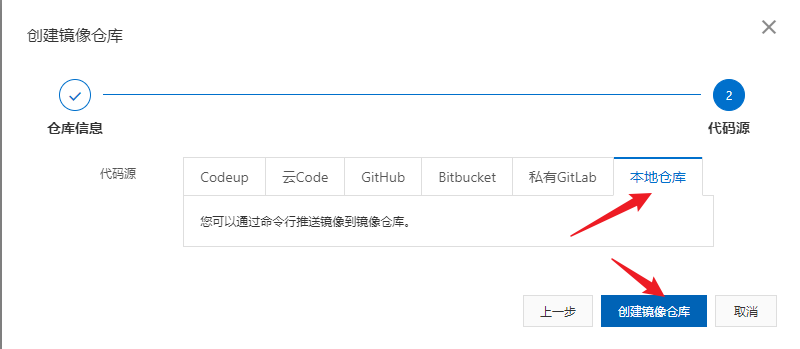 创建镜像仓库
2
仓库信息 代码源
代码源 Codeup 云Code GitHub Bitbucket 私有GitLab 本地仓库
您可以通过命令行推送镜像到镜像仓库。
上一步 创建镜像仓库 取消